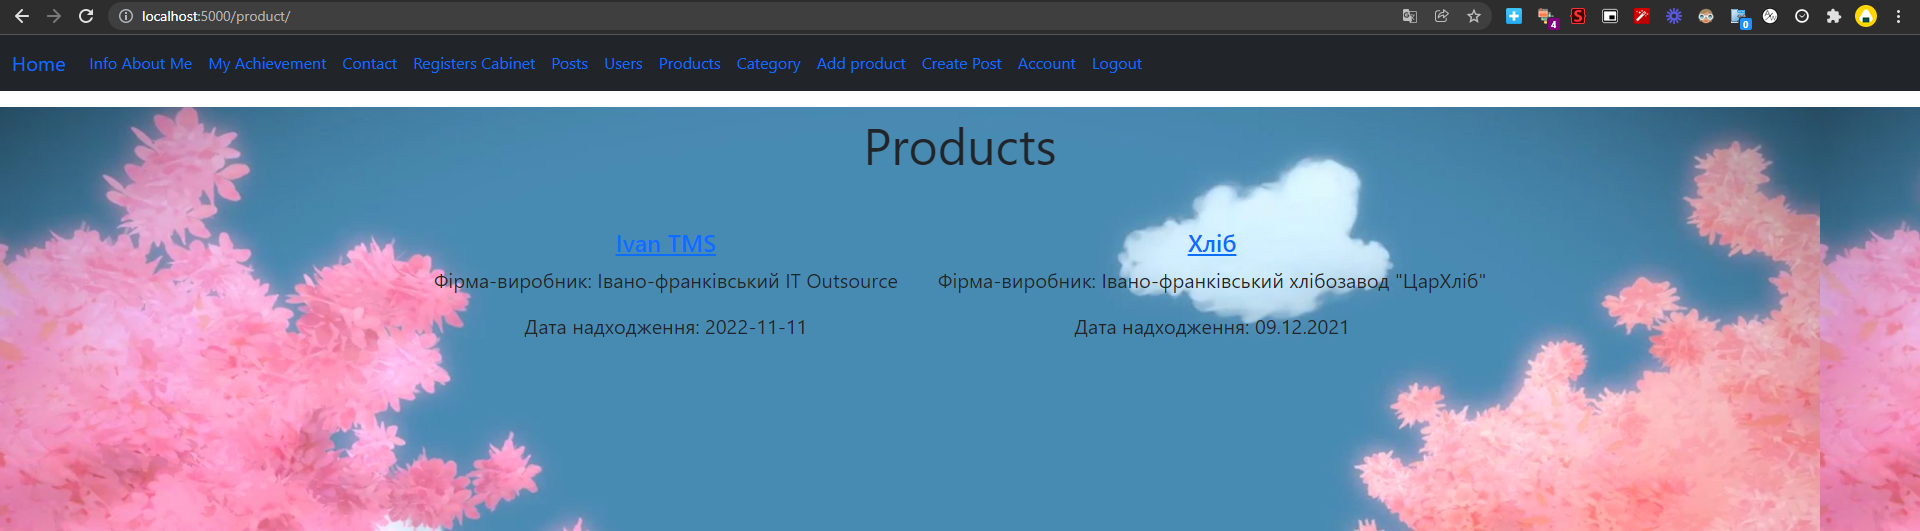 localhost:5000/product/
4
0
Home Info About Me My Achievement Contact Registers Cabinet Posts Users Products Category Add product Create Post Account Logout
Products
Ivan TMS
Фірма-виробник: Івано-франківський IT Outsource
Дата надходження: 2022-11-11
Хліб
Фірма-виробник: Івано-франківський хлібозавод "ЦарХліб"
Дата надходження: 09.12.2021